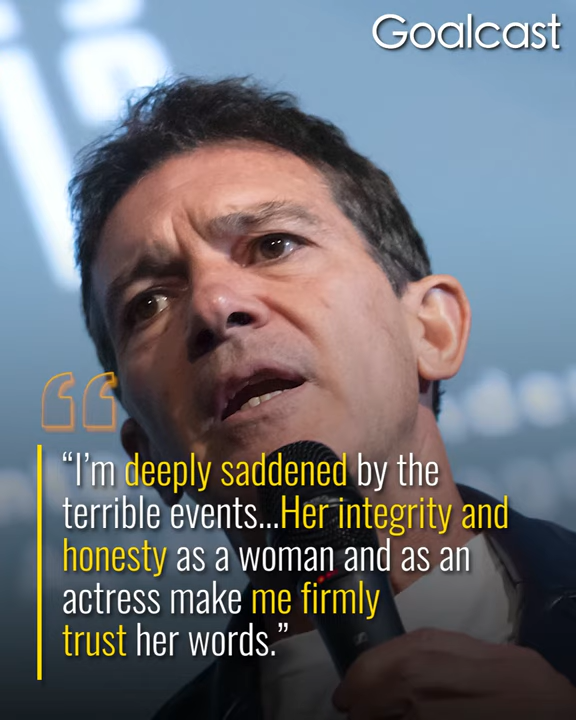 Goalcast
“I’m deeply saddened by the
terrible events...Her integrity and
honesty as a woman and as an
actress make me firmly
trust her words.”